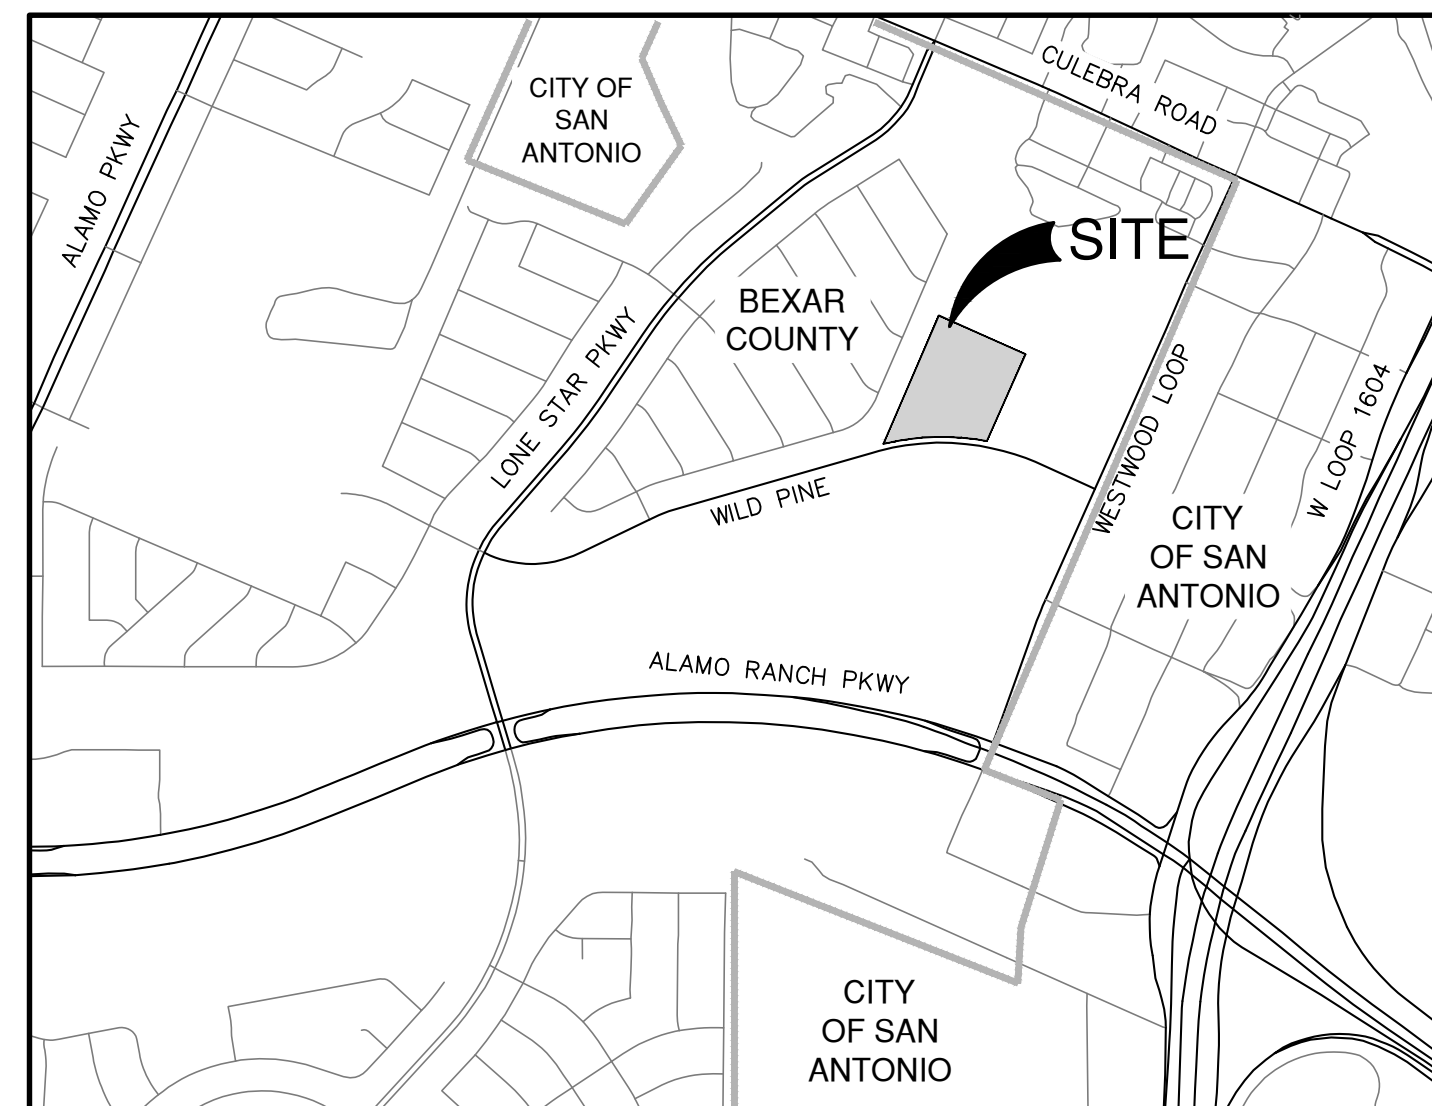 CULEBRA ROAD
CITY OF
SAN
ANTONIO
ALAMO PKWY
SITE
BEXAR
COUNTY
LONE STAR PKWY
WESTWOOD LOOP
W LOOP 1604
WILD PINE
CITY
OF SAN
ANTONIO
ALAMO RANCH PKWY
CITY
OF SAN
ANTONIO